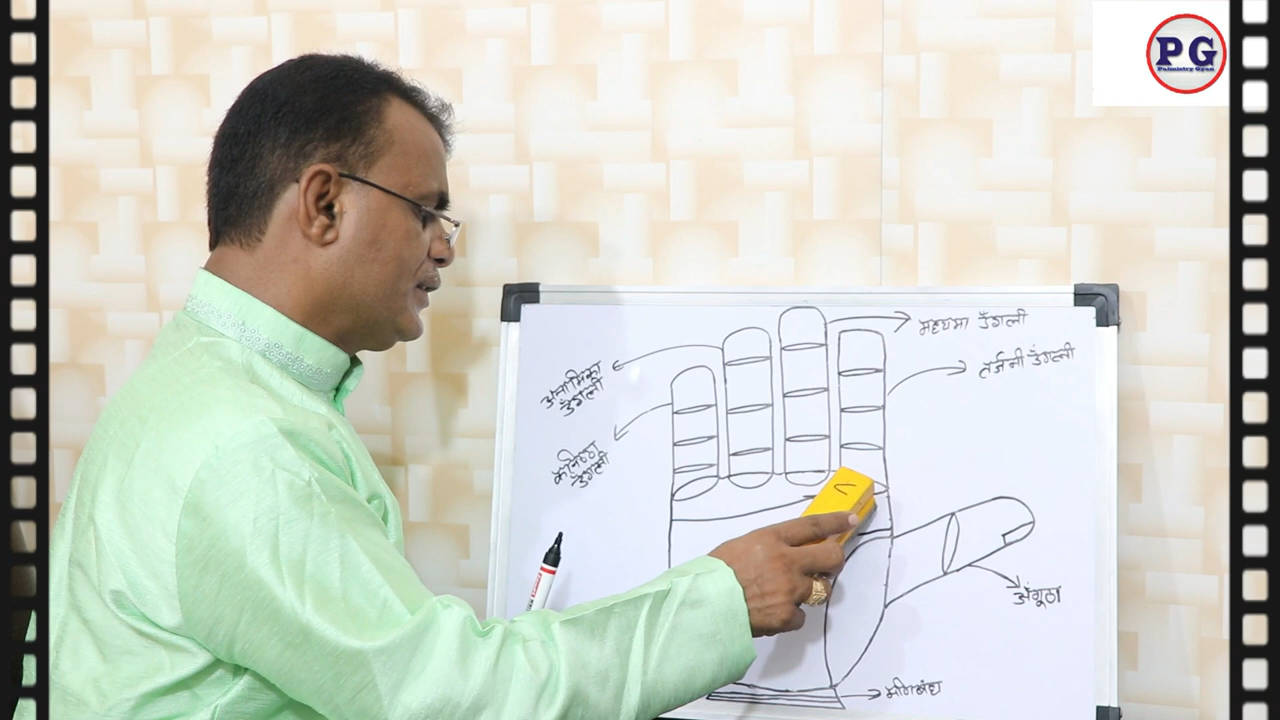 PG
Palmistry Gyan
मध्यमा उँगली
तर्जनी उँगली
अनामिका
उँगली
कनिष्ठा
उँगली
अँगूठा
मणिबंध